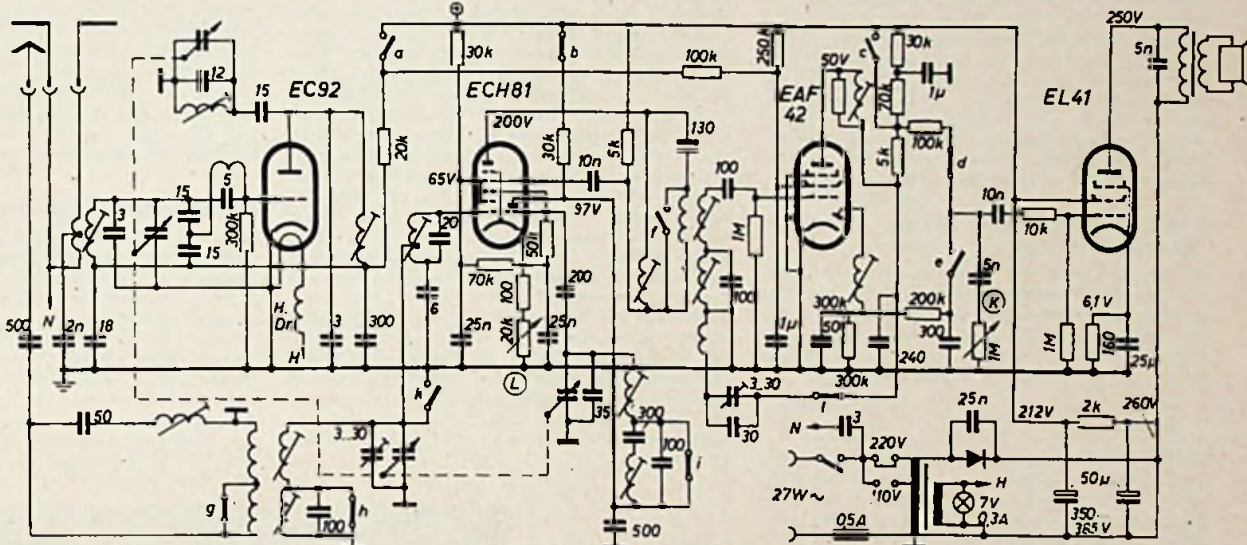 250V
a
30k
b
250k
c
30k
5n
12
15
EC92
ECH81
100k
50V
1µ
EAF
42
70k
EL41
200V
130
20k
30k
5k
100k
5k
d
10n
65V
100
15
5
3
97V
10n
10k
300k
20
50k
f
1M
e
15
70k
200
5n
H.
Dr.
6
100
100
300k
200k
6,1V
K
500
N
2n
18
H
3
300
25n
20k
25n
1µ
50
240
300
1M
1M
160
25µ
L
300k
k
35
3...30
l
25n
212V
2k
260V
50
3...30
300
100
30
N
3
220V
i
110V
H
50µ
g
27W~
7V
0,3A
350...
385V
100
h
500
0,5A